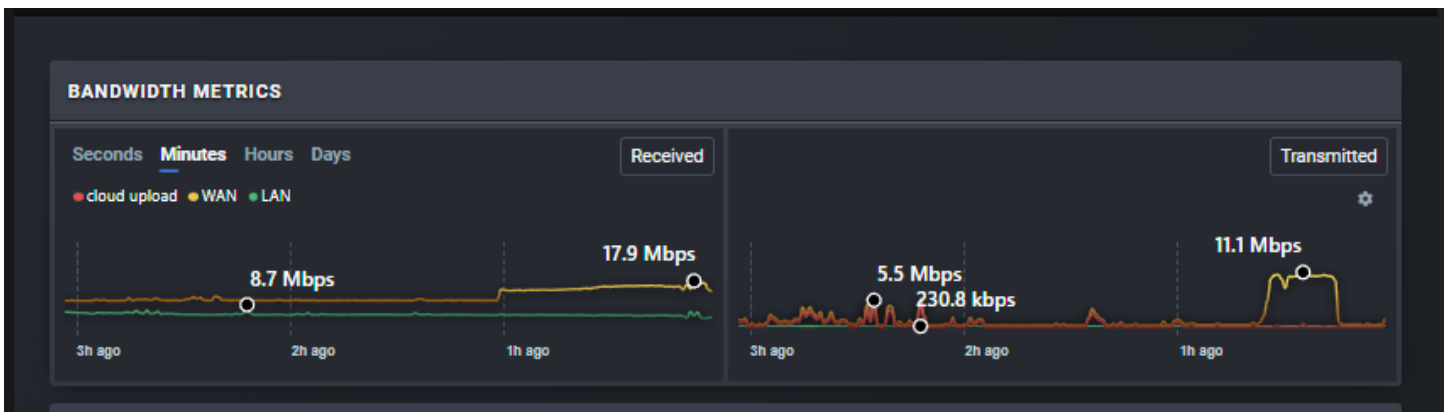 BANDWIDTH METRICS
Seconds Minutes Hours Days
Received
cloud upload WAN LAN
8.7 Mbps
17.9 Mbps
3h ago 2h ago 1h ago
Transmitted
5.5 Mbps
230.8 kbps
11.1 Mbps
3h ago 2h ago 1h ago